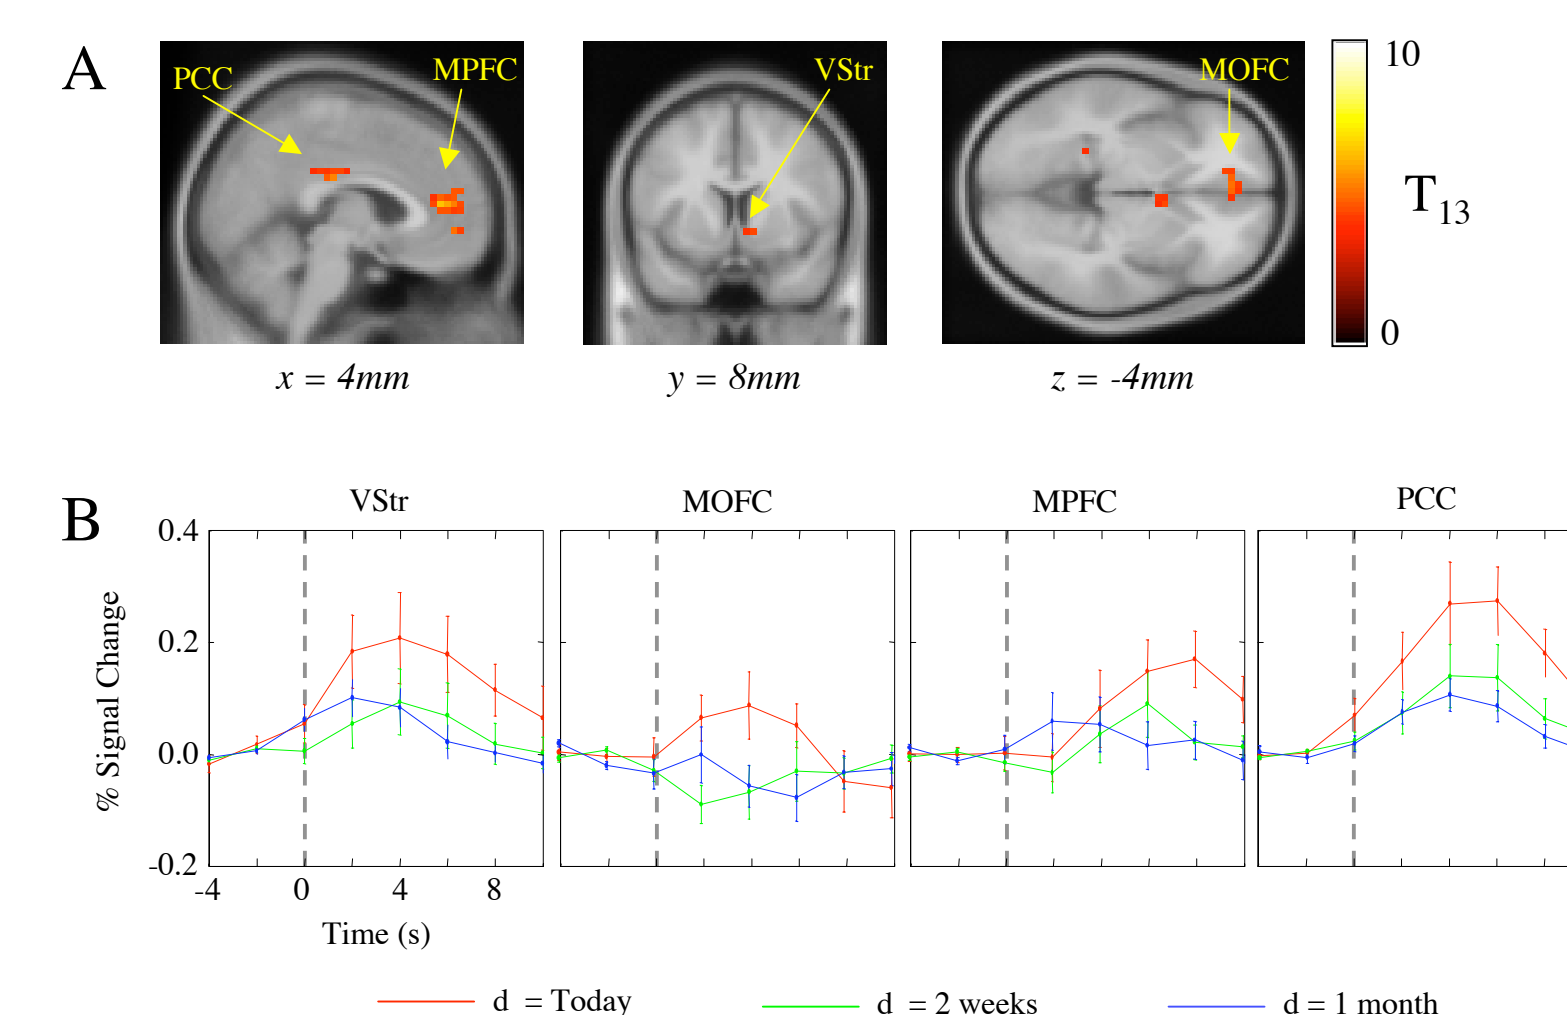 A
PCC
MPFC
VStr
MOFC
10
T13
0
x = 4mm
y = 8mm
z = -4mm
B
VStr
MOFC
MPFC
PCC
0.4
0.2
0.0
-0.2
% Signal Change
-4 0 4 8
Time (s)
d = Today
d = 2 weeks
d = 1 month